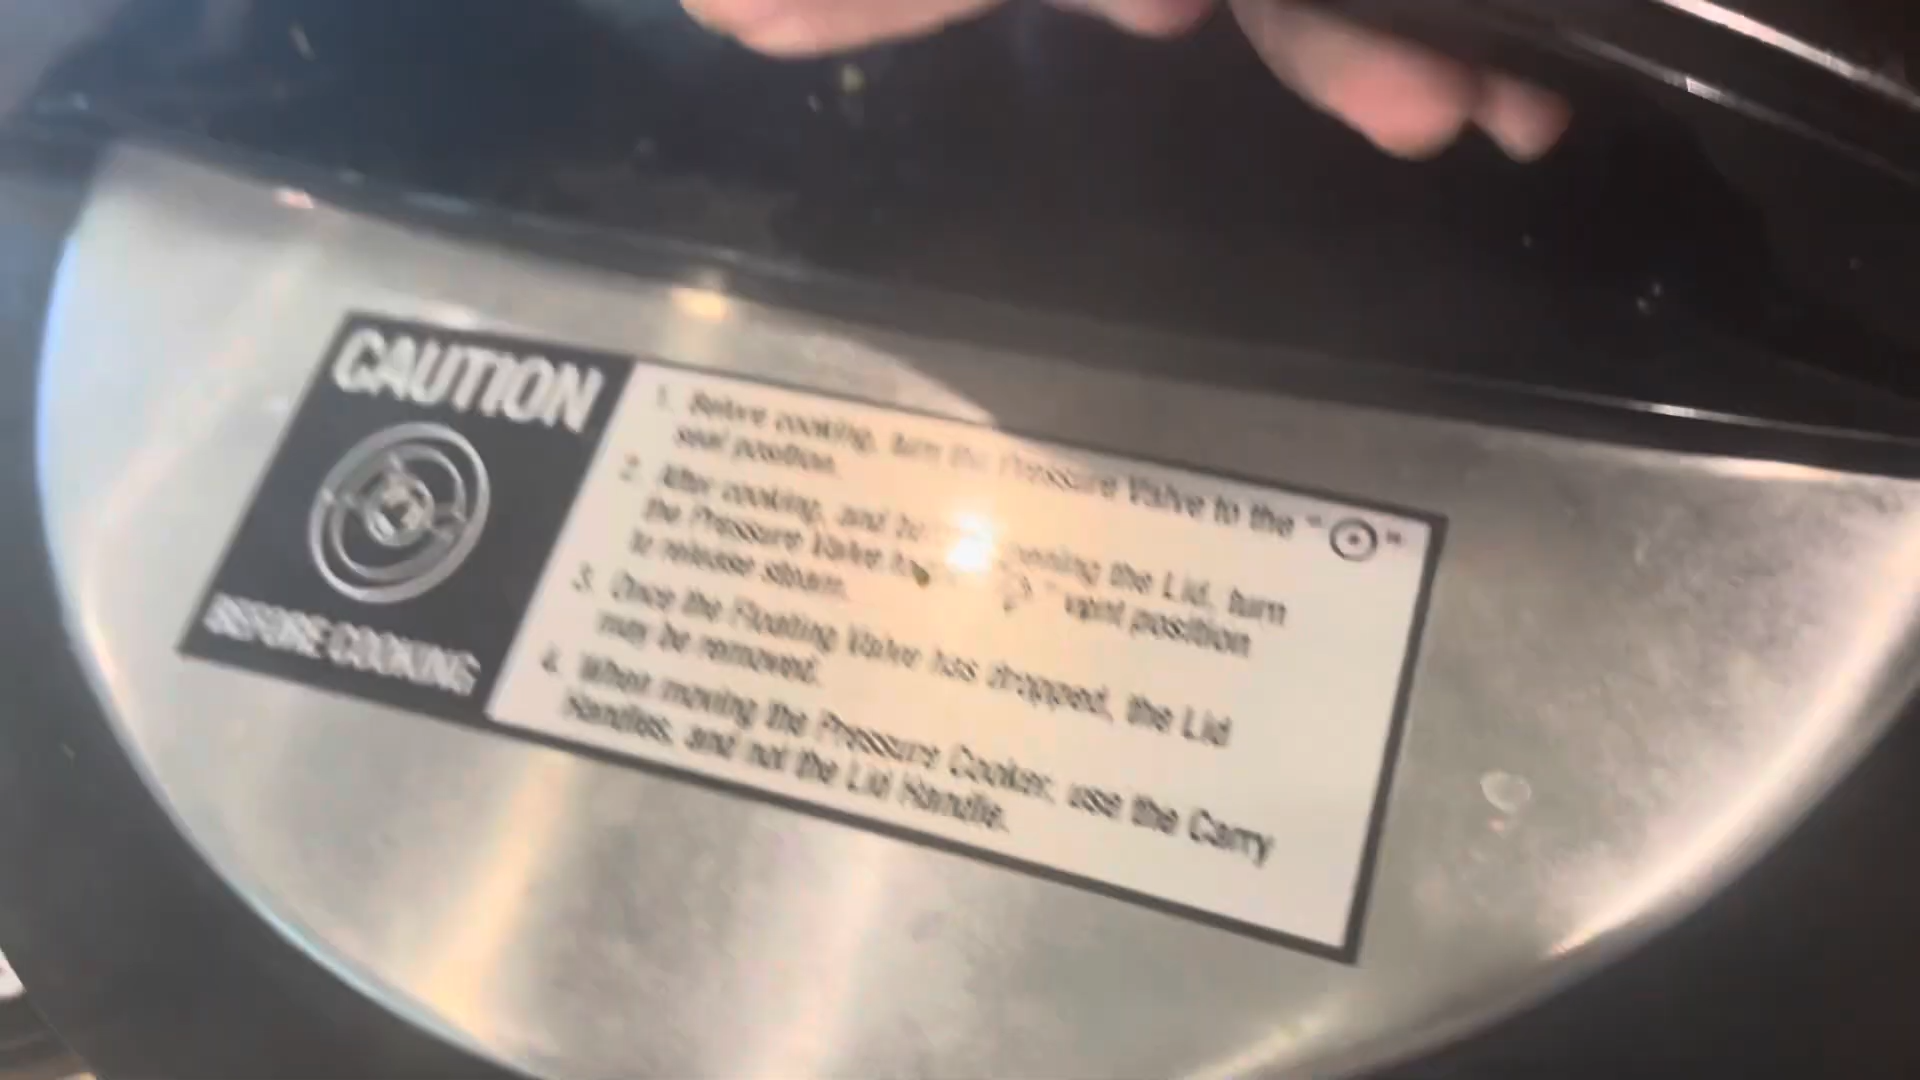 CAUTION
BEFORE COOKING
1. Before cooking, turn the Pressure Valve to the "⊙"
seal position.
2. After cooking, and opening the Lid, turn
the Pressure Valve " vent position
to release steam.
3. Once the Floating Valve has dropped, the Lid
may be removed.
4. When moving the Pressure Cooker, use the Carry
Handles, and not the Lid Handle.